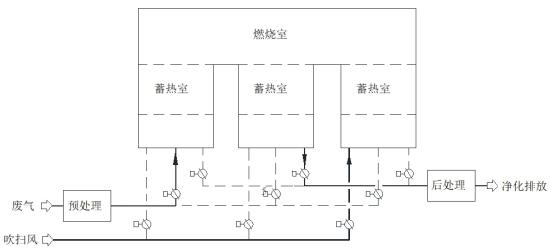 燃烧室
蓄热室 蓄热室 蓄热室
后处理 净化排放
废气 预处理
吹扫风